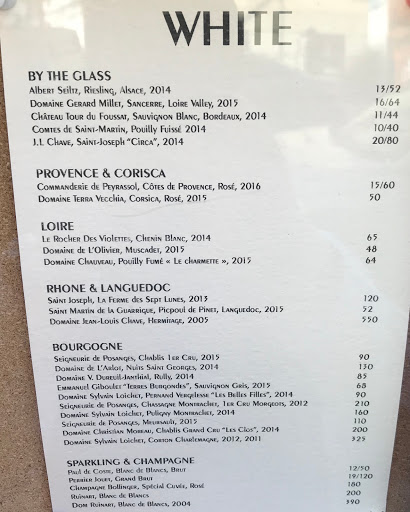 WHITE
BY THE GLASS
Albert Seiltz, Riesling, Alsace, 2014 13/52
Domaine Gerard Millet, Sancerre, Loire Valley, 2015 16/64
Château Tour du Foussat, Sauvignon Blanc, Bordeaux, 2014 11/44
Comtes de Saint-Martin, Pouilly Fuissé 2014 10/40
J.L Chave, Saint-Joseph "Circa", 2014 20/80
PROVENCE & CORISCA
Commanderie de Peyrassol, Côtes de Provence, Rosé, 2016 15/60
Domaine Terra Vecchia, Corsica, Rosé, 2015 50
LOIRE
Le Rocher Des Violettes, Chenin Blanc, 2014 65
Domaine de L'Olivier, Muscadet, 2015 48
Domaine Chauveau, Pouilly Fumé « Le charmette », 2015 64
RHONE & LANGUEDOC
Saint Joseph, La Ferme des Sept Lunes, 2013 120
Saint Martin de la Guarrigue, Picpoul de Pinet, Languedoc, 2015 52
Domaine Jean-Louis Chave, Hermitage, 2005 550
BOURGOGNE
Seigneurie de Posanges, Chablis 1er Cru, 2015 90
Domaine de L'Arlot, Nuits Saint Georges, 2014 130
Domaine V. Dureuil-Janthial, Rully, 2014 85
Emmanuel Giboulet "Terres Burgondes", Sauvignon Gris, 2015 68
Domaine Sylvain Loichet, Pernand Vergelesse "Les Belles Filles", 2014 90
Seigneurie de Posanges, Chassagne Montrachet, 1er Cru Morgeots, 2012 210
Domaine Sylvain Loichet, Puligny Montrachet, 2014 160
Seigneurie de Posanges, Meursault, 2015 110
Domaine Christian Moreau, Chablis Grand Cru "Les Clos", 2014 200
Domaine Sylvain Loichet, Corton Charlemagne, 2012, 2011 325
SPARKLING & CHAMPAGNE
Paul de Coste, Blanc de Blancs, Brut 12/50
Perrier Jouet, Grand Brut 19/120
Champagne Bollinger, Spécial Cuvée, Rosé 180
Ruinart, Blanc de Blancs 200
Dom Ruinart, Blanc de Blancs, 2004 390